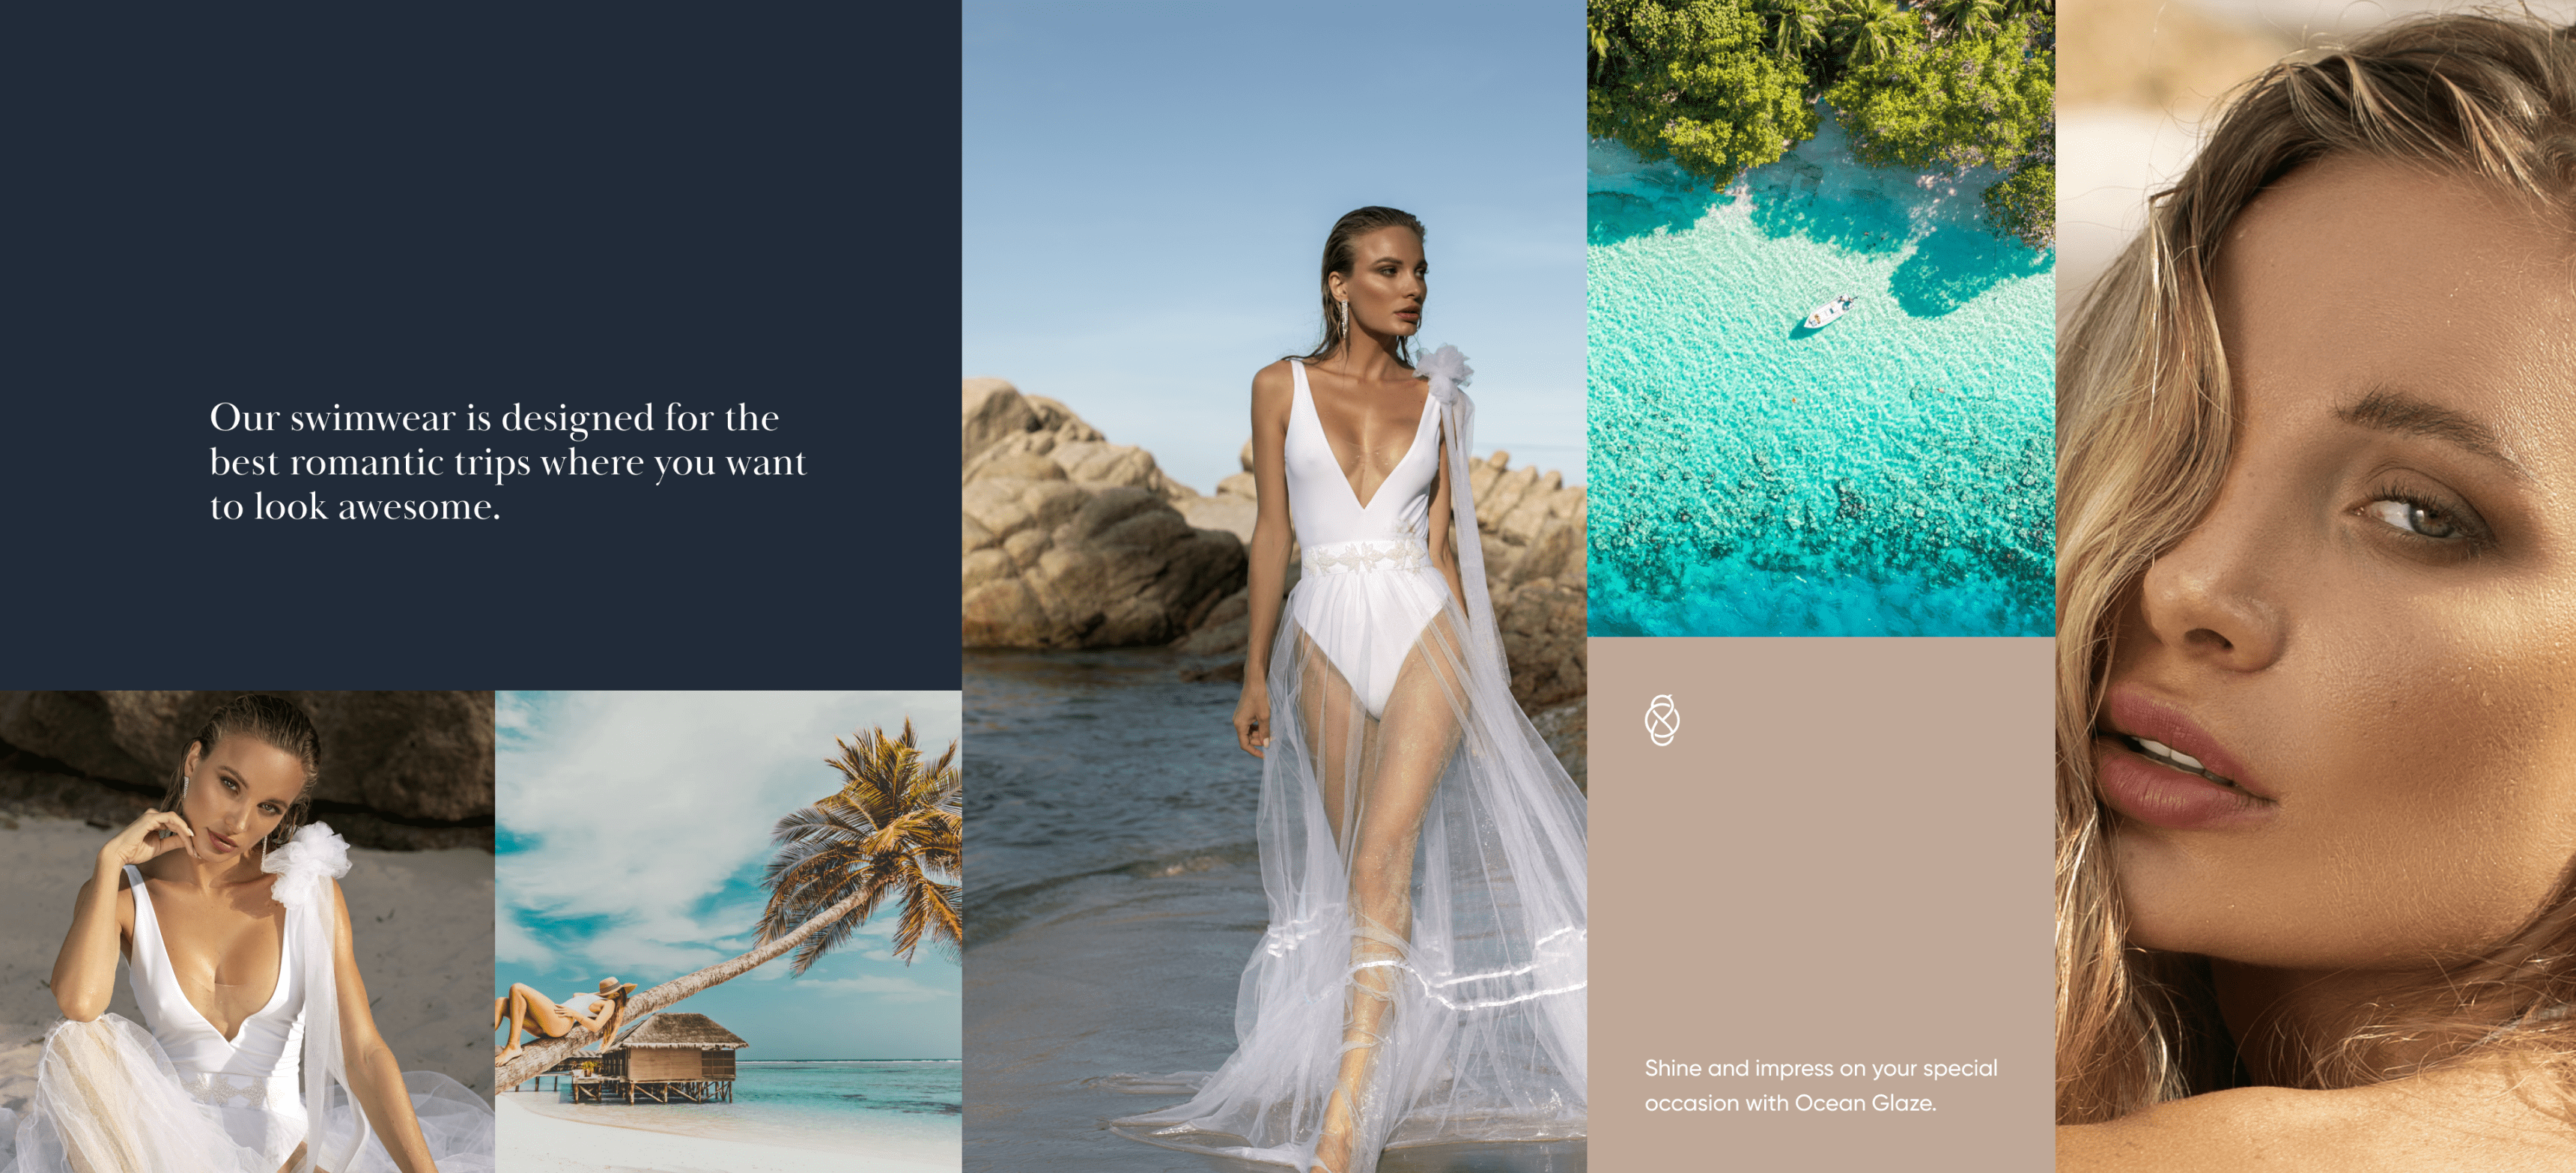 Our swimwear is designed for the
best romantic trips where you want
to look awesome.
Shine and impress on your special
occasion with Ocean Glaze.